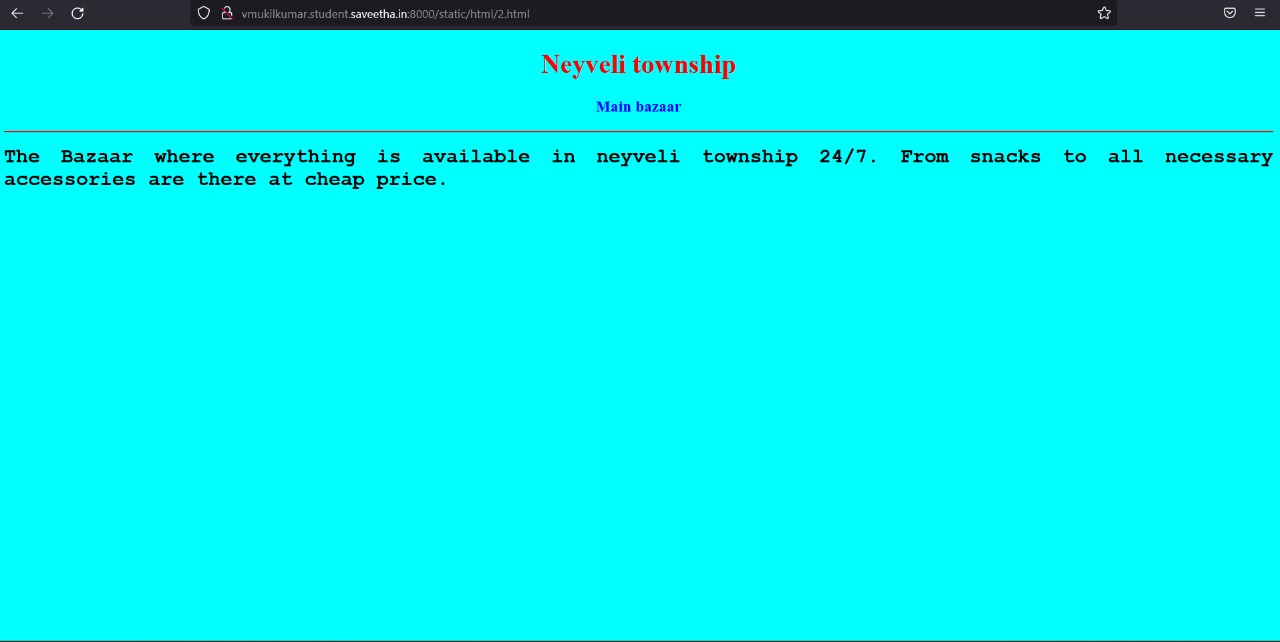 vmukilkumar.student.saveetha.in:8000/static/html/2.html
Neyveli township
Main bazaar
The Bazaar where everything is available in neyveli township 24/7. From snacks to all necessary
accessories are there at cheap price.